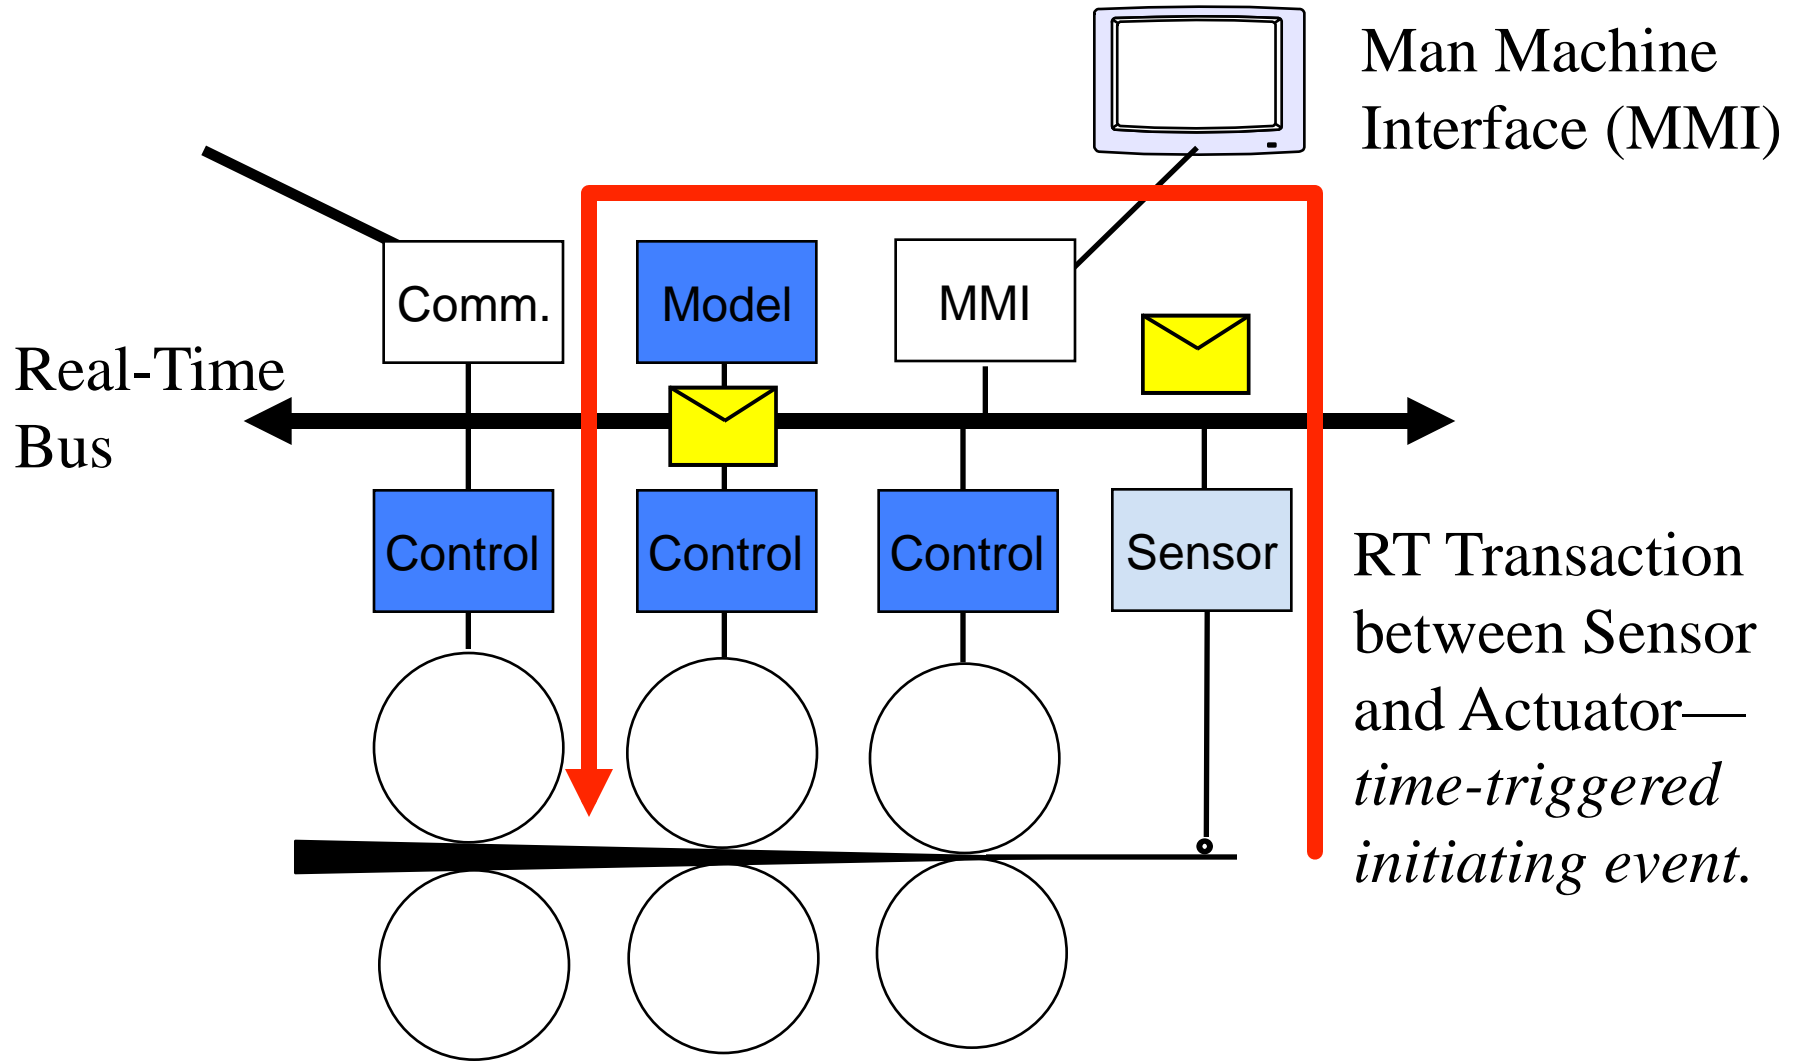 Man Machine
Interface (MMI)
Comm.
Model
MMI
Real-Time
Bus
Control
Control
Control
Sensor
RT Transaction
between Sensor
and Actuator—
time-triggered
initiating event.